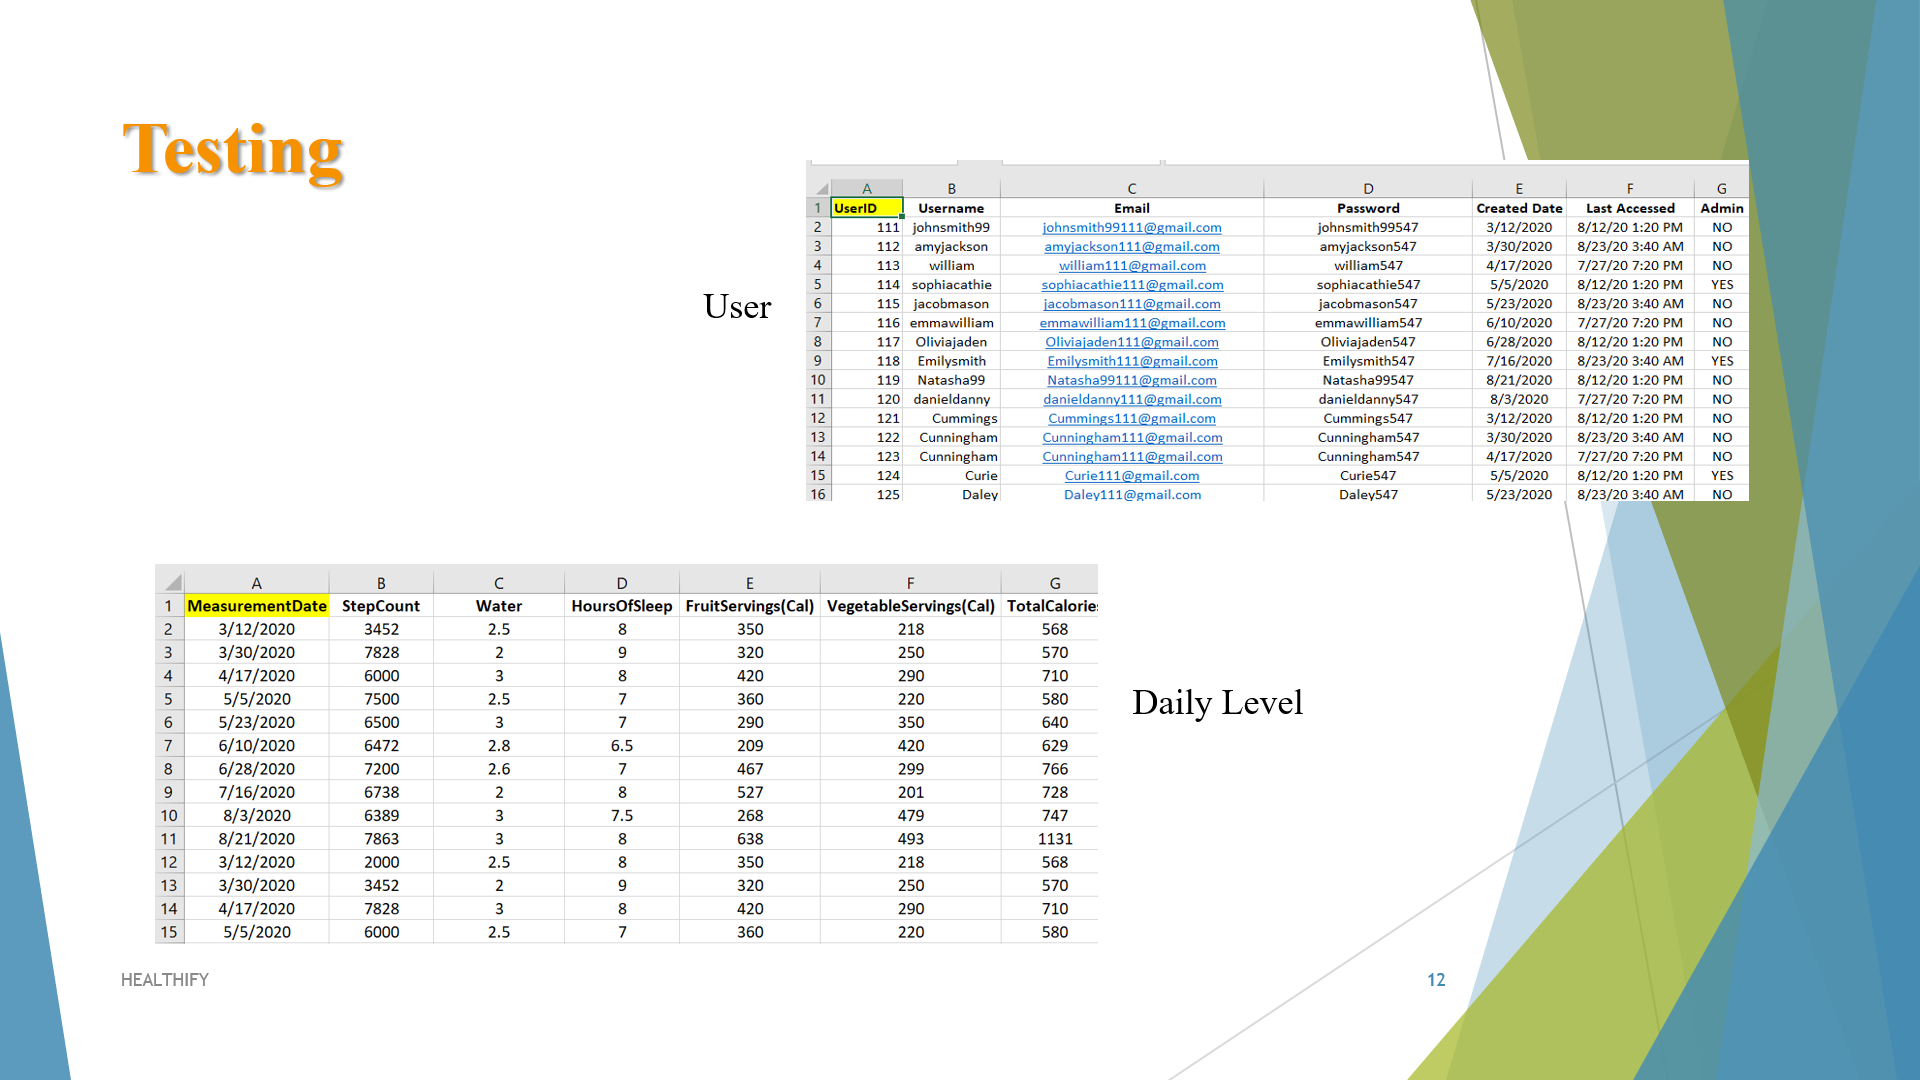 Testing
A B C D E F G
1 UserID Username Email Password Created Date Last Accessed Admin
2 111 johnsmith99 johnsmith99111@gmail.com johnsmith99547 3/12/2020 8/12/20 1:20 PM NO
3 112 amyjackson amyjackson111@gmail.com amyjackson547 3/30/2020 8/23/20 3:40 AM NO
4 113 william william111@gmail.com william547 4/17/2020 7/27/20 7:20 PM NO
5 114 sophiacathie sophiacathie111@gmail.com sophiacathie547 5/5/2020 8/12/20 1:20 PM YES
6 115 jacobmason jacobmason111@gmail.com jacobmason547 5/23/2020 8/23/20 3:40 AM NO
7 116 emmawilliam emmawilliam111@gmail.com emmawilliam547 6/10/2020 7/27/20 7:20 PM NO
8 117 Oliviajaden Oliviajaden111@gmail.com Oliviajaden547 6/28/2020 8/12/20 1:20 PM NO
9 118 Emilysmith Emilysmith111@gmail.com Emilysmith547 7/16/2020 8/23/20 3:40 AM YES
10 119 Natasha99 Natasha99111@gmail.com Natasha99547 8/21/2020 8/12/20 1:20 PM NO
11 120 danieldanny danieldanny111@gmail.com danieldanny547 8/3/2020 7/27/20 7:20 PM NO
12 121 Cummings Cummings111@gmail.com Cummings547 3/12/2020 8/12/20 1:20 PM NO
13 122 Cunningham Cunningham111@gmail.com Cunningham547 3/30/2020 8/23/20 3:40 AM NO
14 123 Cunningham Cunningham111@gmail.com Cunningham547 4/17/2020 7/27/20 7:20 PM NO
15 124 Curie Curie111@gmail.com Curie547 5/5/2020 8/12/20 1:20 PM YES
16 125 Daley Daley111@gmail.com Daley547 5/23/2020 8/23/20 3:40 AM NO
User
A B C D E F G
1 MeasurementDate StepCount Water HoursOfSleep FruitServings(Cal) VegetableServings(Cal) TotalCalories
2 3/12/2020 3452 2.5 8 350 218 568
3 3/30/2020 7828 2 9 320 250 570
4 4/17/2020 6000 3 8 420 290 710
5 5/5/2020 7500 2.5 7 360 220 580
6 5/23/2020 6500 3 7 290 350 640
7 6/10/2020 6472 2.8 6.5 209 420 629
8 6/28/2020 7200 2.6 7 467 299 766
9 7/16/2020 6738 2 8 527 201 728
10 8/3/2020 6389 3 7.5 268 479 747
11 8/21/2020 7863 3 8 638 493 1131
12 3/12/2020 2000 2.5 8 350 218 568
13 3/30/2020 3452 2 9 320 250 570
14 4/17/2020 7828 3 8 420 290 710
15 5/5/2020 6000 2.5 7 360 220 580
Daily Level
HEALTHIFY
12